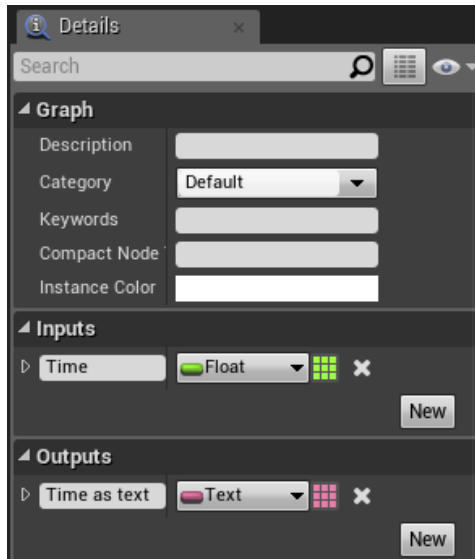 Details
Search
Graph
Description
Category Default
Keywords
Compact Node
Instance Color
Inputs
Time Float
New
Outputs
Time as text Text
New